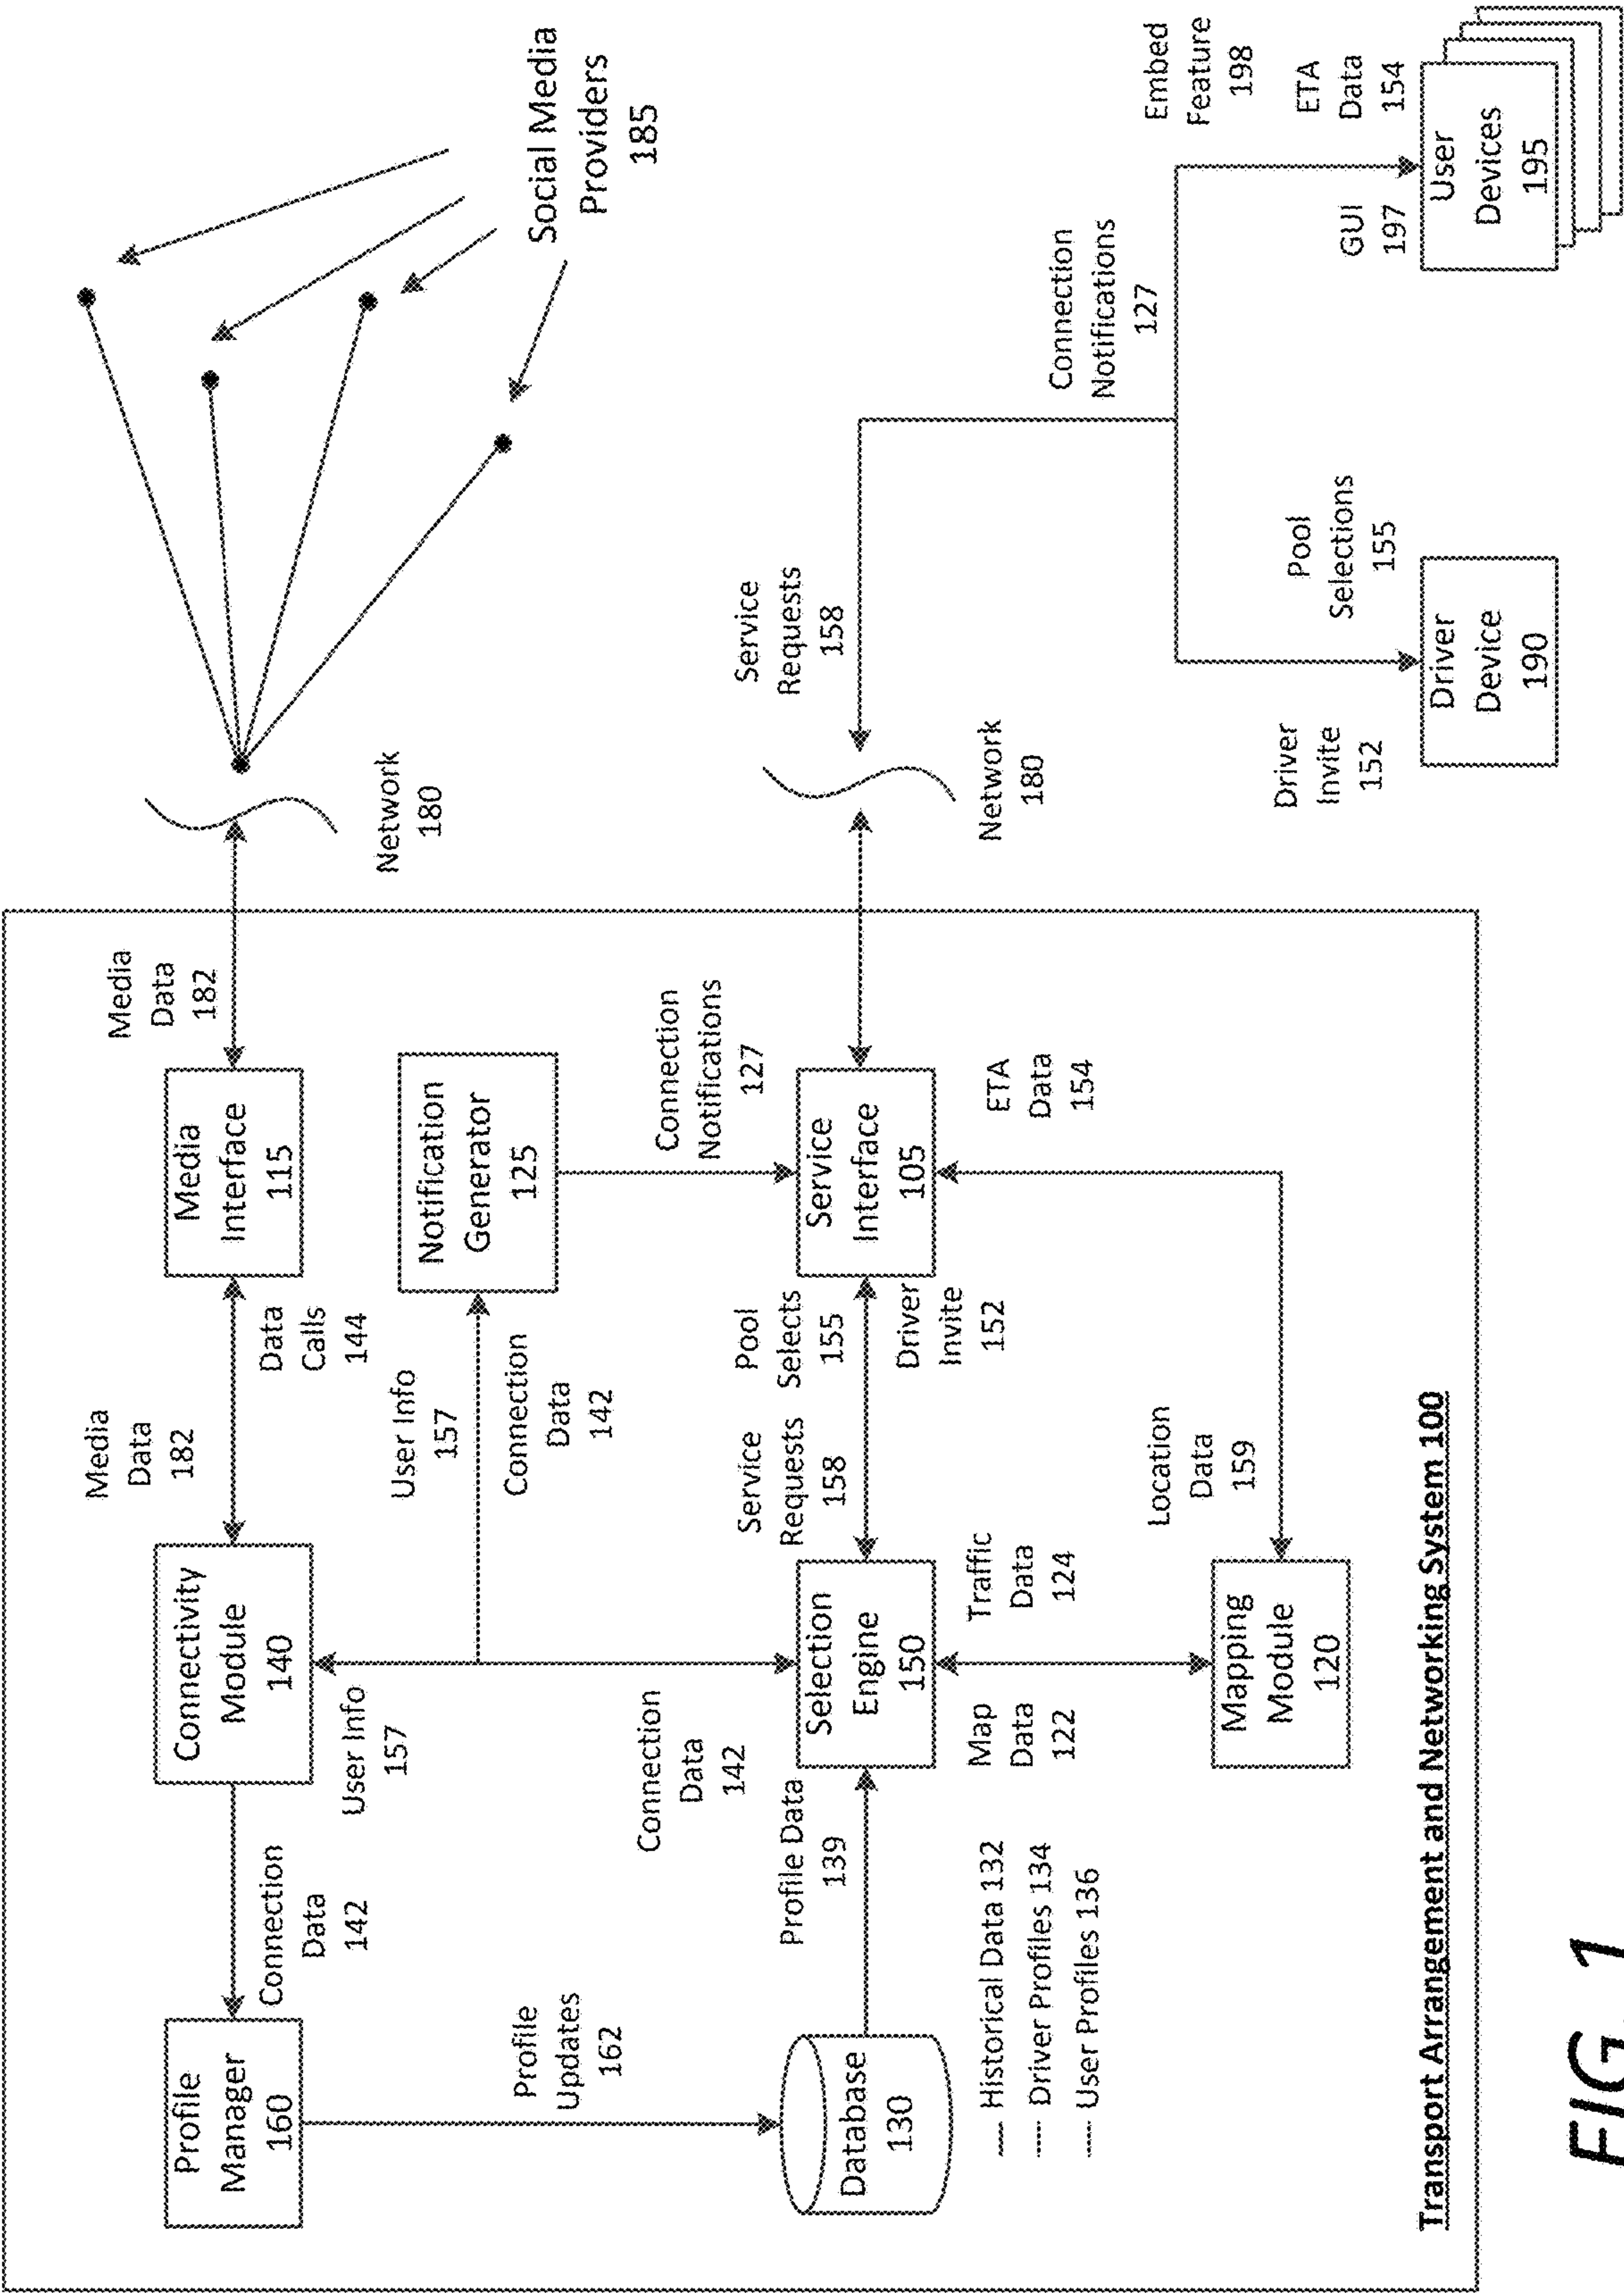 Profile
Manager
160
Connection
Data
142
Connectivity
Module
140
Media
Data
182
Data
Calls
144
Media
Interface
115
Media
Data
182
Network
180
Social Media
Providers
185
User Info
157
User Info
157
Connection
Data
142
Notification
Generator
125
Profile
Updates
162
Connection
Data
142
Connection
Notifications
127
Database
130
Profile Data
139
Selection
Engine
150
Service
Requests
158
Pool
Selects
155
Driver
Invite
152
Service
Interface
105
Service
Requests
158
Network
180
Historical Data 132
Driver Profiles 134
User Profiles 136
Map
Data
122
Traffic
Data
124
ETA
Data
154
Location
Data
159
Mapping
Module
120
Connection
Notifications
127
Driver
Invite
152
Pool
Selections
155
Driver
Device
190
GUI
197
Embed
Feature
198
ETA
Data
154
User
Devices
195
Transport Arrangement and Networking System 100
FIG. 1